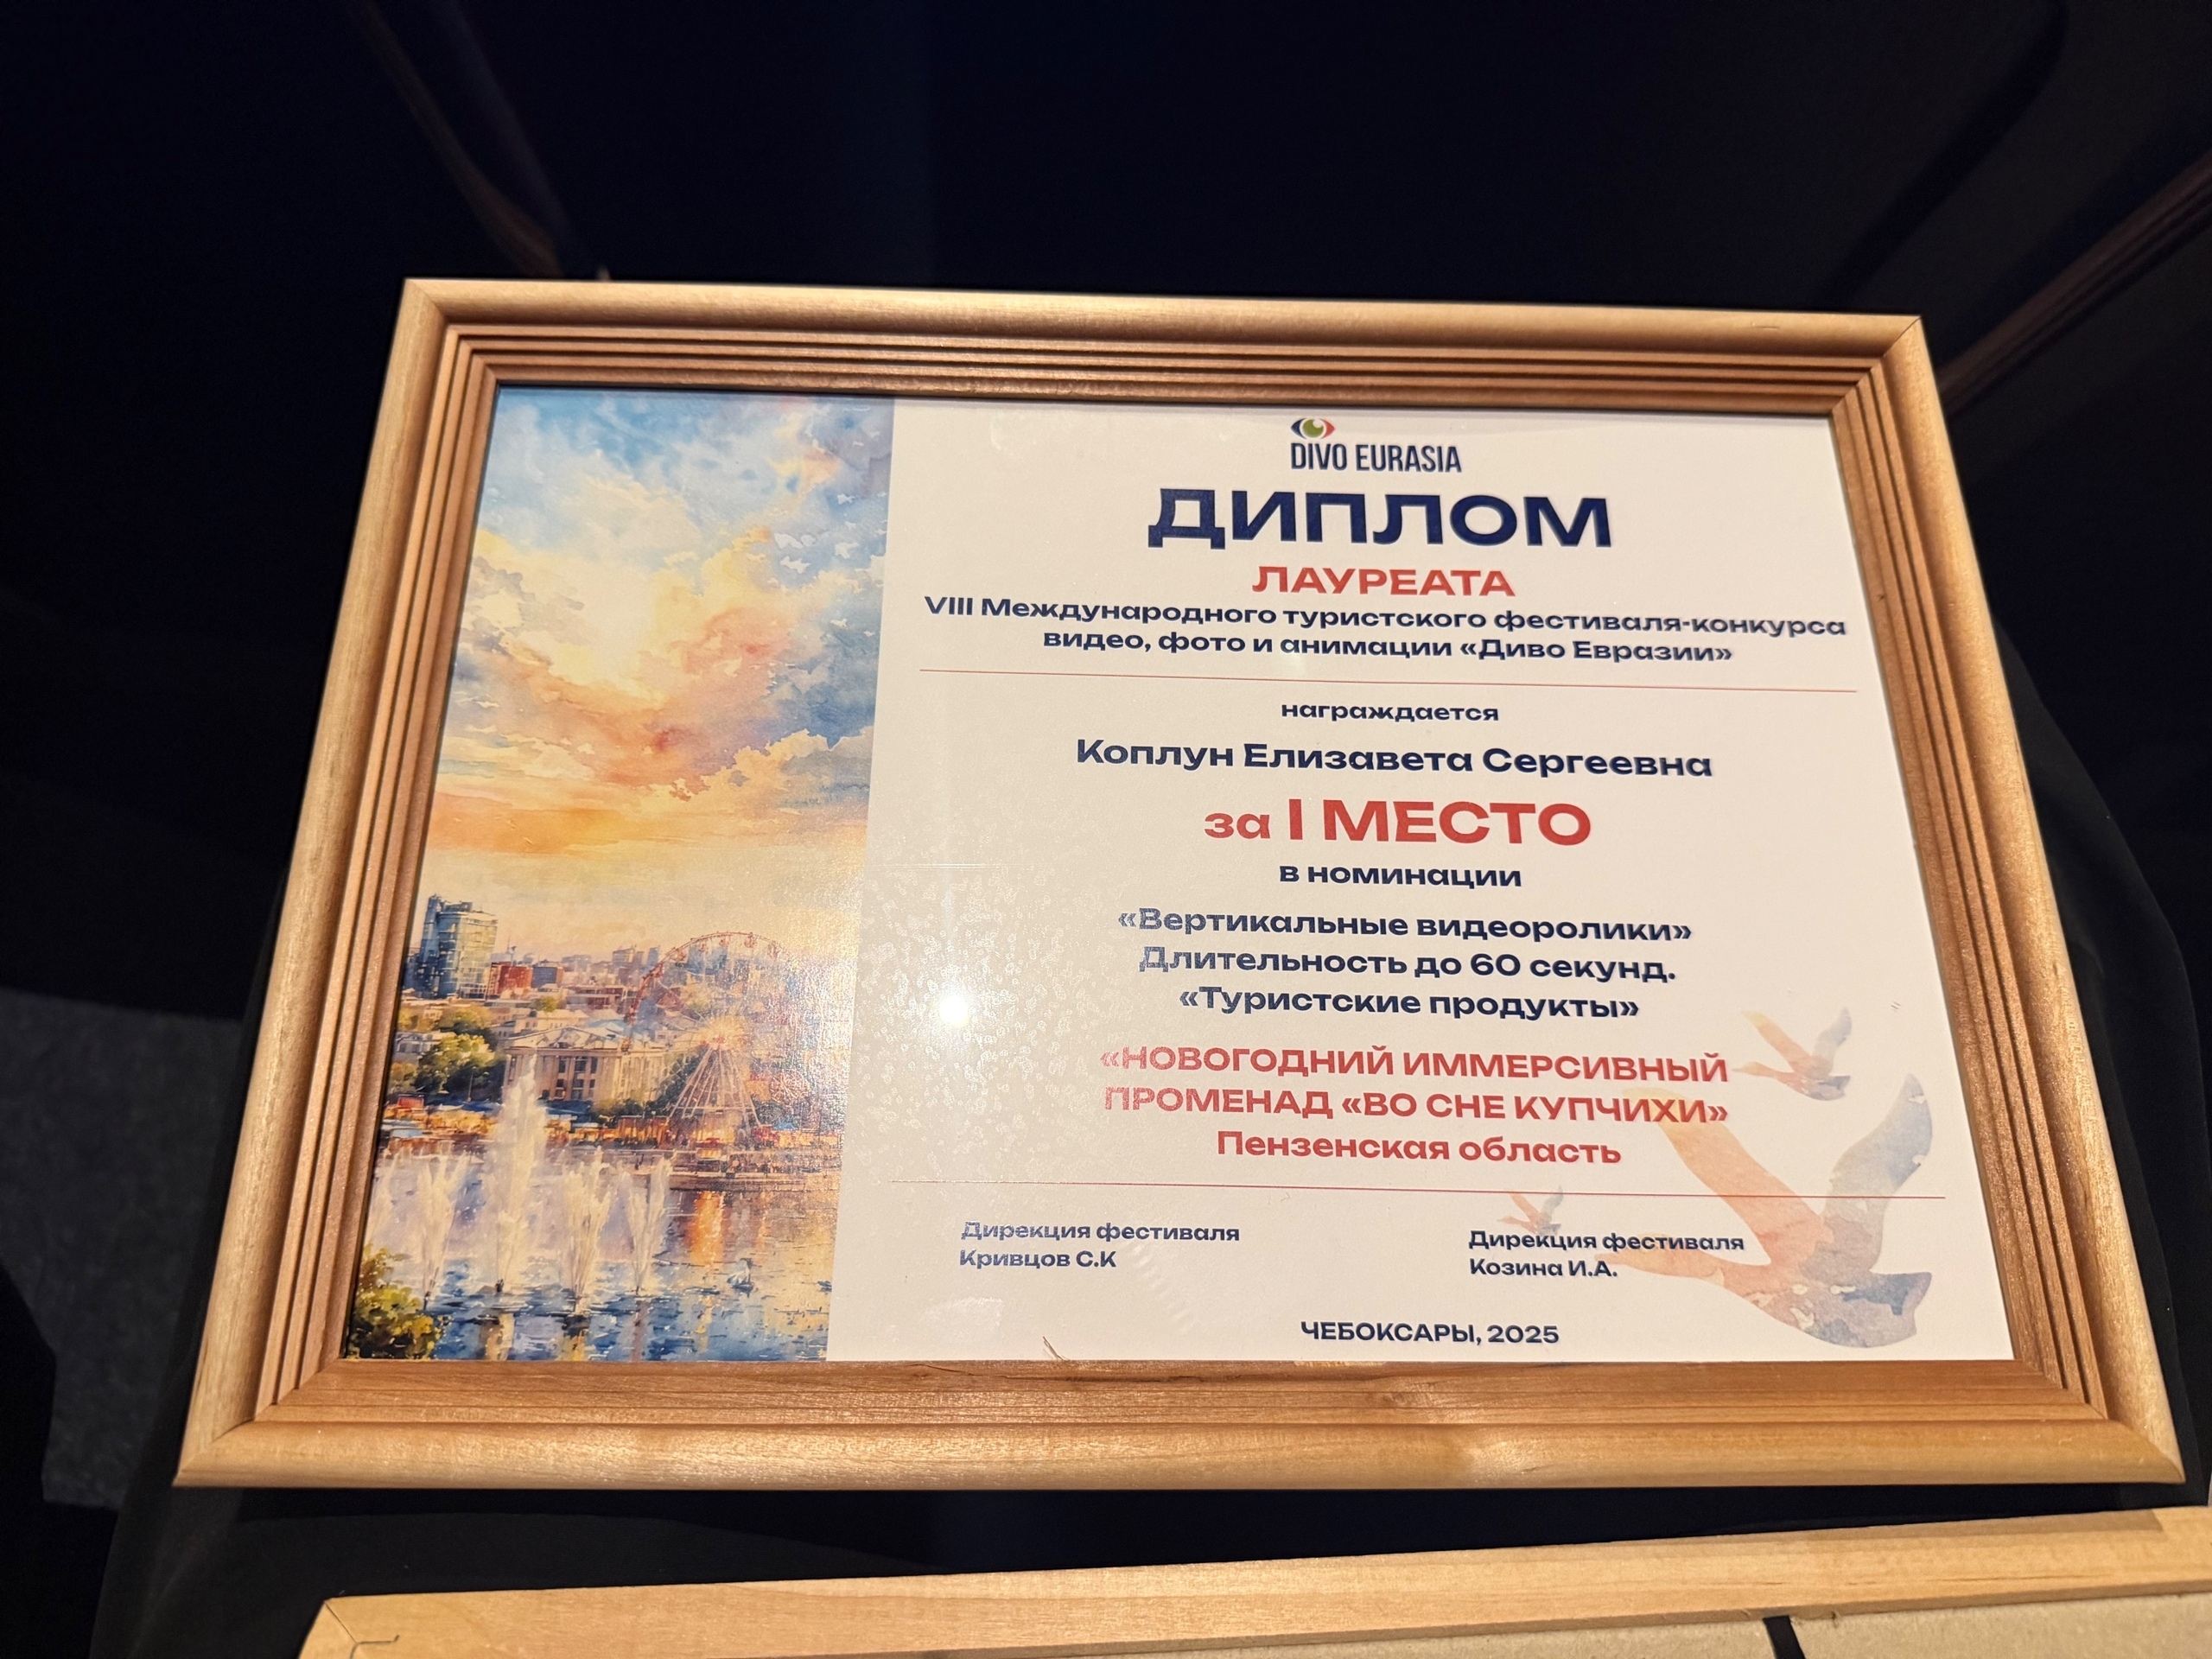 DIVO EURASIA
ДИПЛОМ
ЛАУРЕАТА
VIII Международного туристского фестиваля-конкурса
видео, фото и анимации «Диво Евразии»
награждается
Коплун Елизавета Сергеевна
за I МЕСТО
в номинации
«Вертикальные видеоролики»
Длительность до 60 секунд.
«Туристские продукты»
«НОВОГОДНИЙ ИММЕРСИВНЫЙ
ПРОМЕНАД «ВО СНЕ КУПЧИХИ»
Пензенская область
Дирекция фестиваля
Кривцов С.К
Дирекция фестиваля
Козина И.А.
ЧЕБОКСАРЫ, 2025